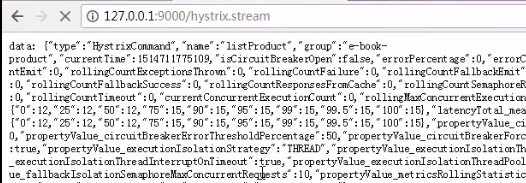 127.0.0.1:9000/hystrix.stream
data: {"type":"HystrixCommand","name":"listProduct","group":"e-book-
product","currentTime":1514711775109,"isCircuitBreakerOpen":false,"errorPercentage":0,"errorC
ntEmit":0,"rollingCountExceptionsThrown":0,"rollingCountFailure":0,"rollingCountFallbackEmit"
:0,"rollingCountFallbackSuccess":0,"rollingCountResponsesFromCache":0,"rollingCountSemaphoreR
:0,"rollingCountTimeout":0,"currentConcurrentExecutionCount":0,"rollingMaxConcurrentExecution
{"0":12,"25":12,"50":12,"75":15,"90":15,"95":15,"99":15,"99.5":15,"100":15},"latencyTotal_mea
{"0":12,"25":12,"50":12,"75":15,"90":15,"95":15,"99":15,"99.5":15,"100":15},"propertyValue_ci
0,"propertyValue_circuitBreakerErrorThresholdPercentage":50,"propertyValue_circuitBreakerFor
:true,"propertyValue_executionIsolationStrategy":"THREAD","propertyValue_executionIsolationTh
_executionIsolationThreadInterruptOnTimeout":true,"propertyValue_executionIsolationThreadPool
ue_fallbackIsolationSemaphoreMaxConcurrentRequests":10,"propertyValue_metricsRollingStatistic